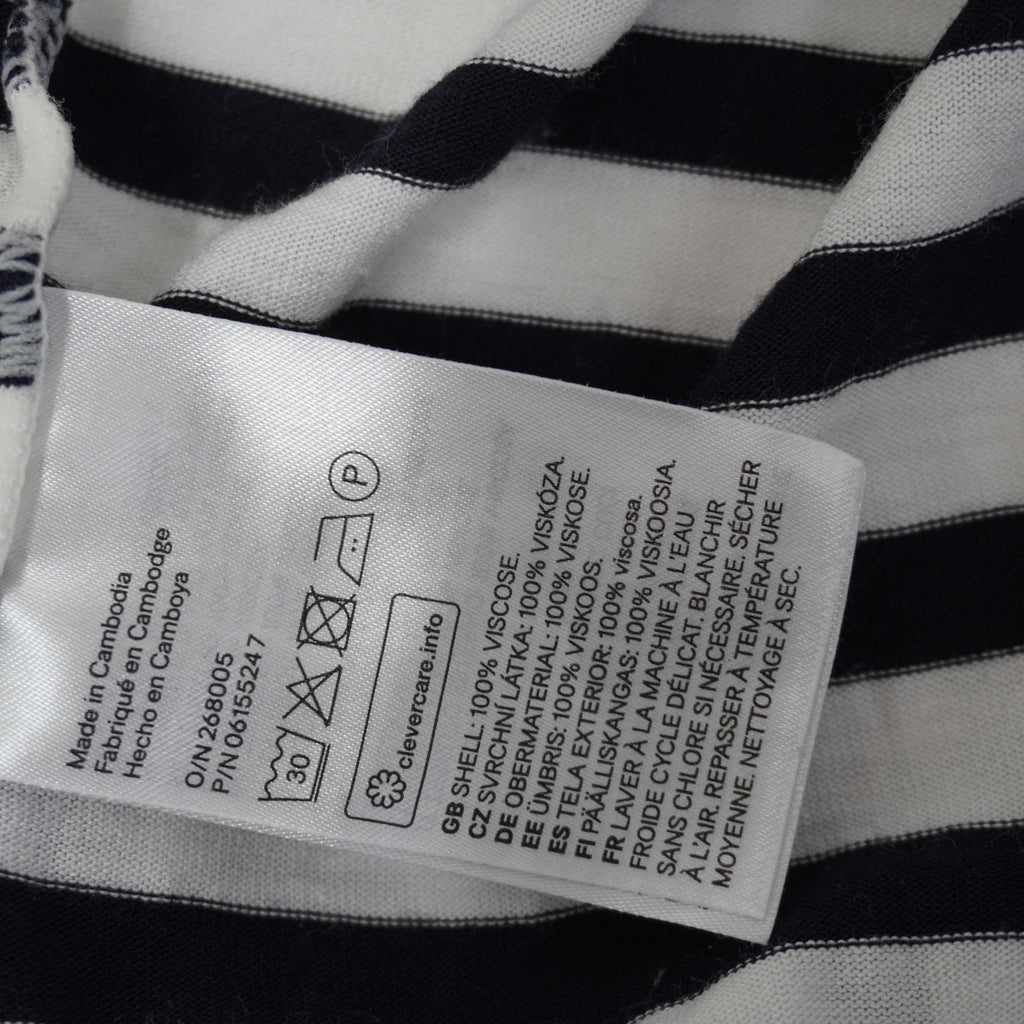 Made in Cambodia
Fabriqué en Cambodge
Hecho en Camboya
O/N 268005
P/N 06155247
30
P
clevercare.info
GB SHELL: 100% VISCOSE.
CZ SVRCHNÍ LÁTKA: 100% VISKÓZA.
DE OBERMATERIAL: 100% VISKOSE.
EE ÜMBRIS: 100% VISKOOS.
ES TELA EXTERIOR: 100% viscosa.
FI PÄÄLLISKANGAS: 100% VISKOOSIA.
FR LAVER À LA MACHINE À L'EAU
FROIDE CYCLE DÉLICAT. BLANCHIR
SANS CHLORE SI NÉCESSAIRE. SÉCHER
À L'AIR. REPASSER À TEMPÉRATURE
MOYENNE. NETTOYAGE À SEC.